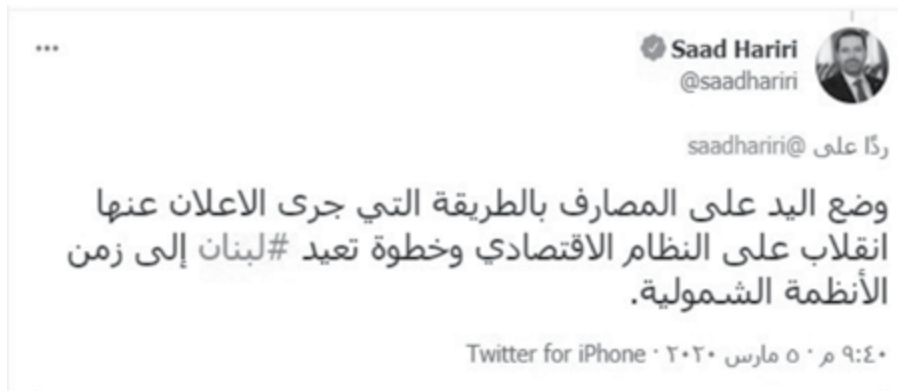 Saad Hariri
@saadhariri
ردًا على @saadhariri
وضع اليد على المصارف بالطريقة التي جرى الاعلان عنها
انقلاب على النظام الاقتصادي وخطوة تعيد #لبنان إلى زمن
الأنظمة الشمولية.
٩:٤٠ م · ٥ مارس ٢٠٢٠ · Twitter for iPhone